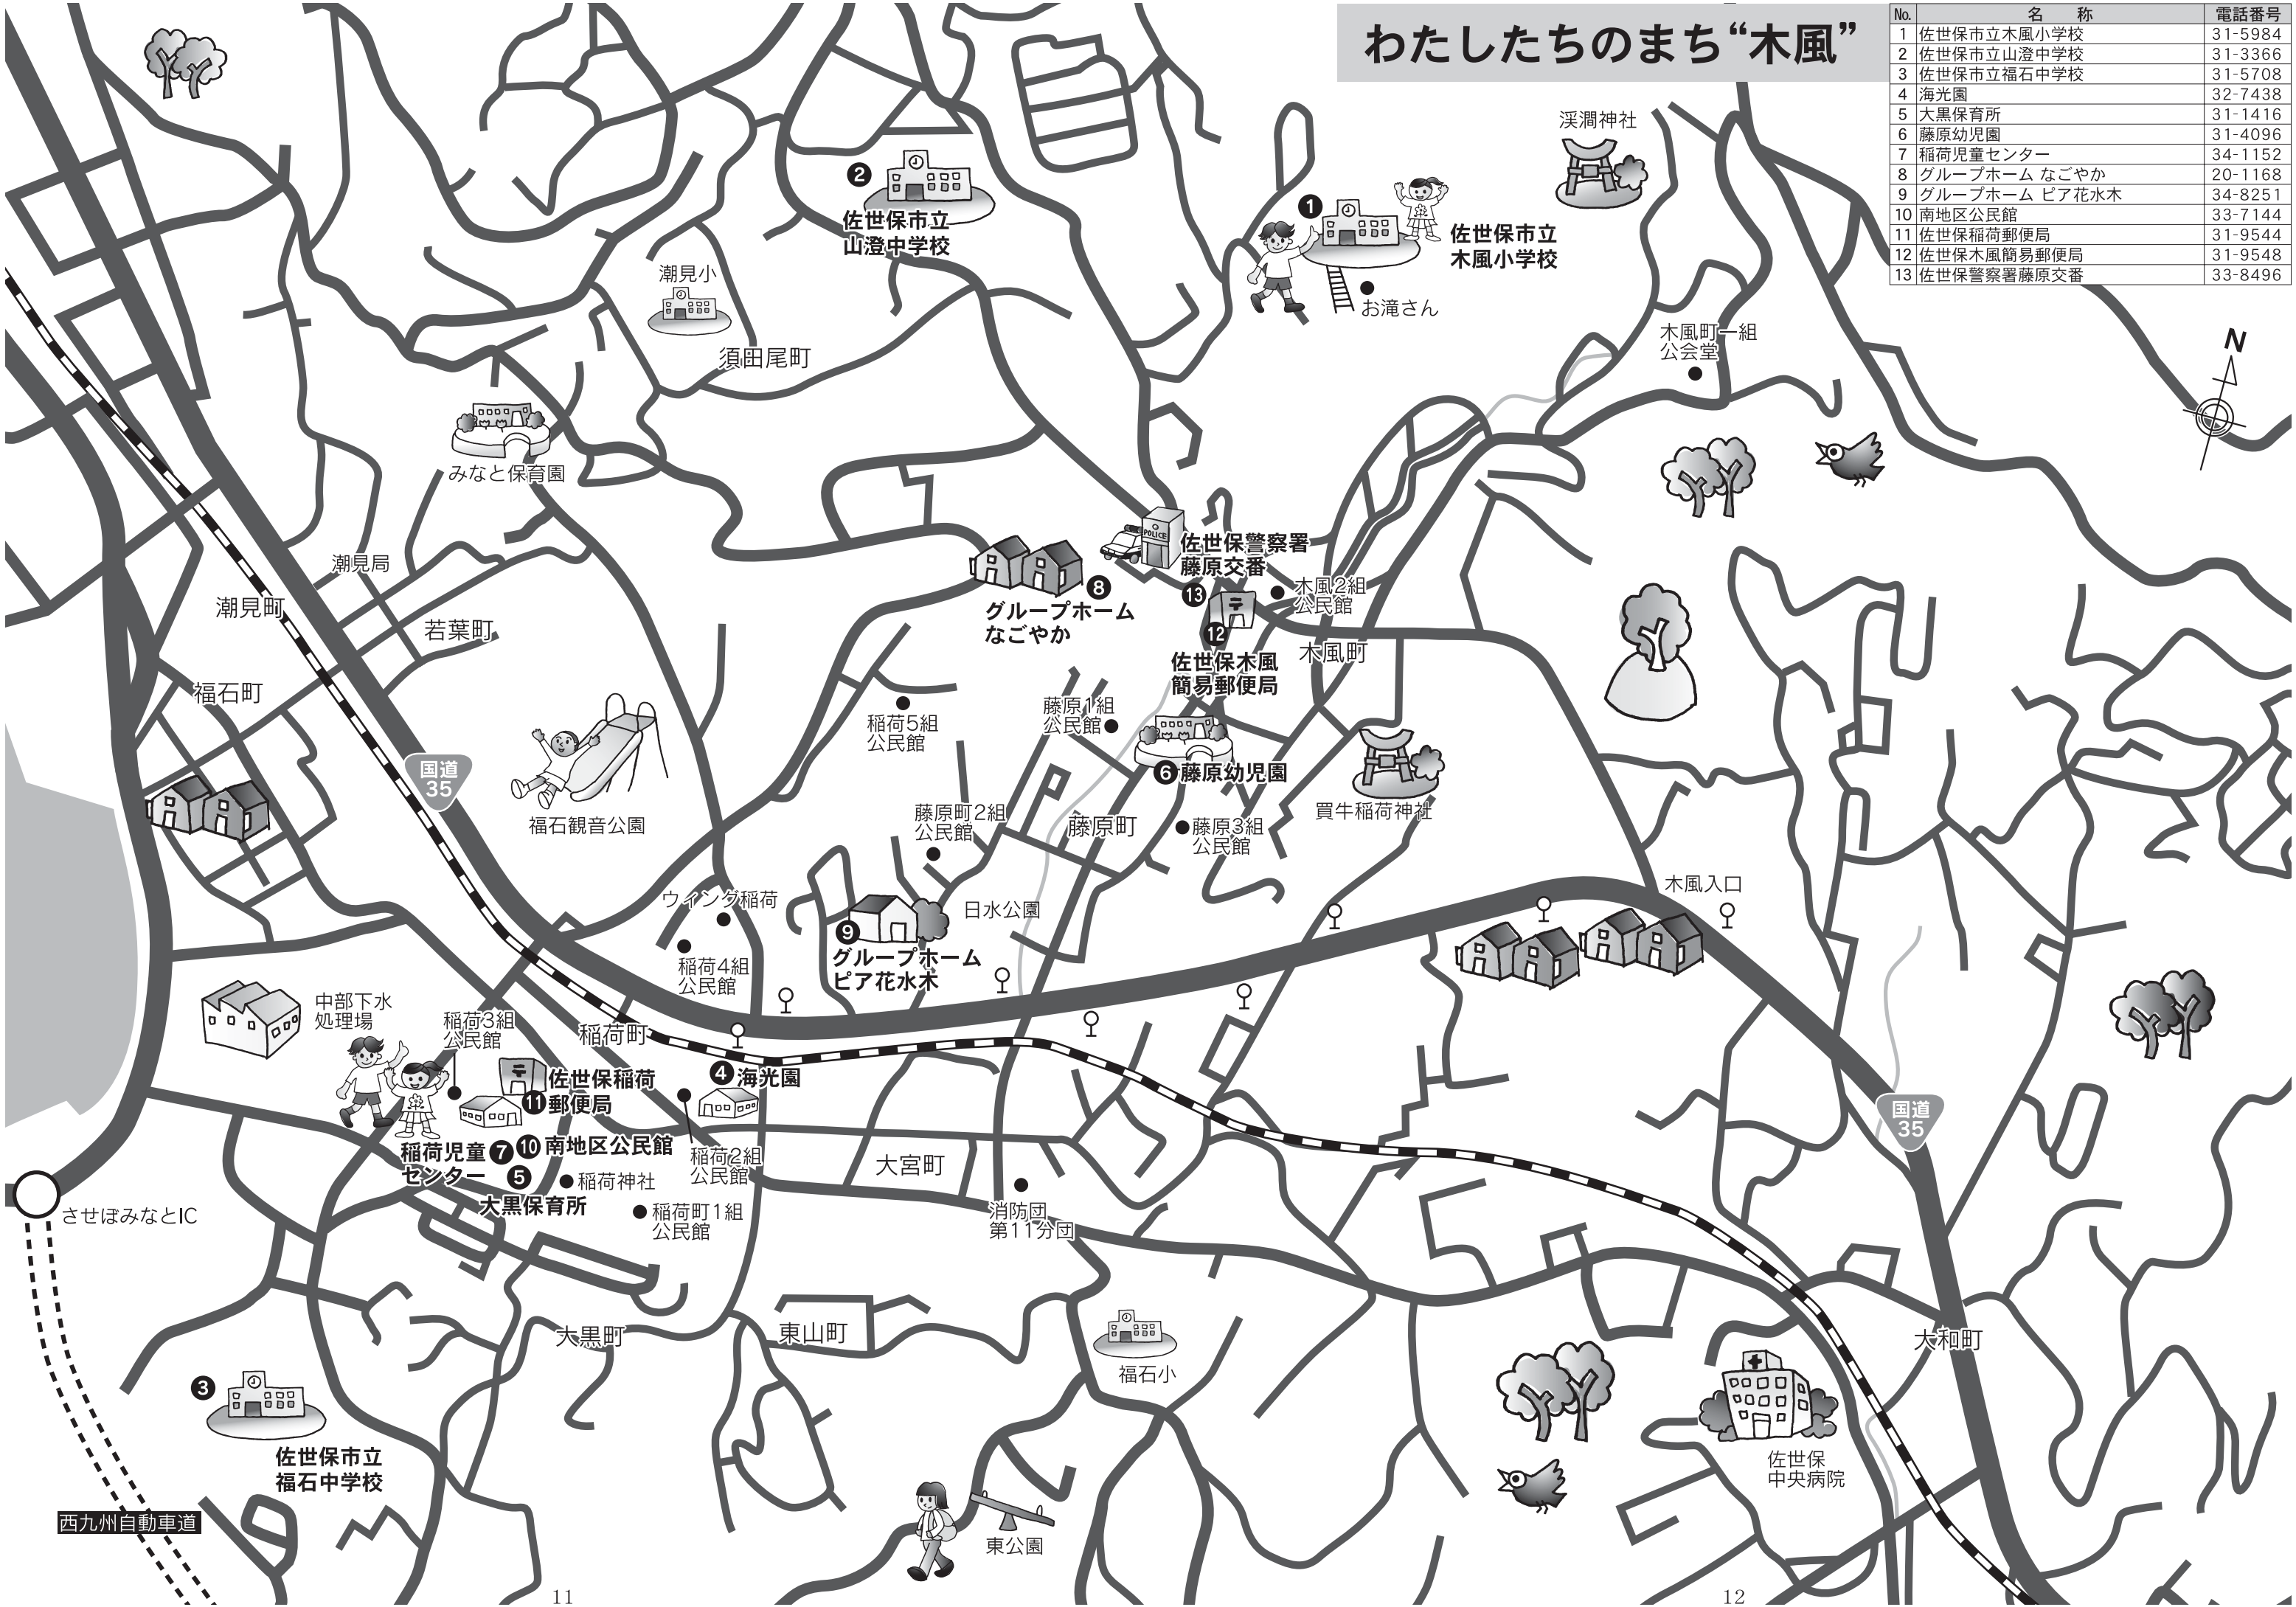 わたしたちのまち“木風”
No. 名　称 電話番号
1 佐世保市立木風小学校 31-5984
2 佐世保市立山澄中学校 31-3366
3 佐世保市立福石中学校 31-5708
4 海光園 32-7438
5 大黒保育所 31-1416
6 藤原幼児園 31-4096
7 稲荷児童センター 34-1152
8 グループホーム なごやか 20-1168
9 グループホーム ピア花水木 34-8251
10 南地区公民館 33-7144
11 佐世保稲荷郵便局 31-9544
12 佐世保木風簡易郵便局 31-9548
13 佐世保警察署藤原交番 33-8496
渓澗神社
2
佐世保市立
山澄中学校
1
佐世保市立
木風小学校
お滝さん
潮見小
須田尾町
木風町一組
公会堂
N
みなと保育園
潮見局
潮見町
若葉町
福石町
POLICE
佐世保警察署
藤原交番
13
8
グループホーム
なごやか
木風2組
公民館
〒
12
佐世保木風
簡易郵便局
木風町
稲荷5組
公民館
藤原1組
公民館
6 藤原幼児園
国道
35
福石観音公園
藤原町2組
公民館
藤原町
藤原3組
公民館
買牛稲荷神社
ウィング稲荷
日水公園
木風入口
9
グループホーム
ピア花水木
稲荷4組
公民館
中部下水
処理場
稲荷3組
公民館
稲荷町
4 海光園
〒
11
佐世保稲荷
郵便局
国道
35
稲荷児童
センター
7
10 南地区公民館
稲荷2組
公民館
大宮町
5
大黒保育所
稲荷神社
稲荷町1組
公民館
消防団
第11分団
させぼみなとIC
大黒町
東山町
福石小
大和町
3
佐世保市立
福石中学校
佐世保
中央病院
西九州自動車道
東公園
11
12